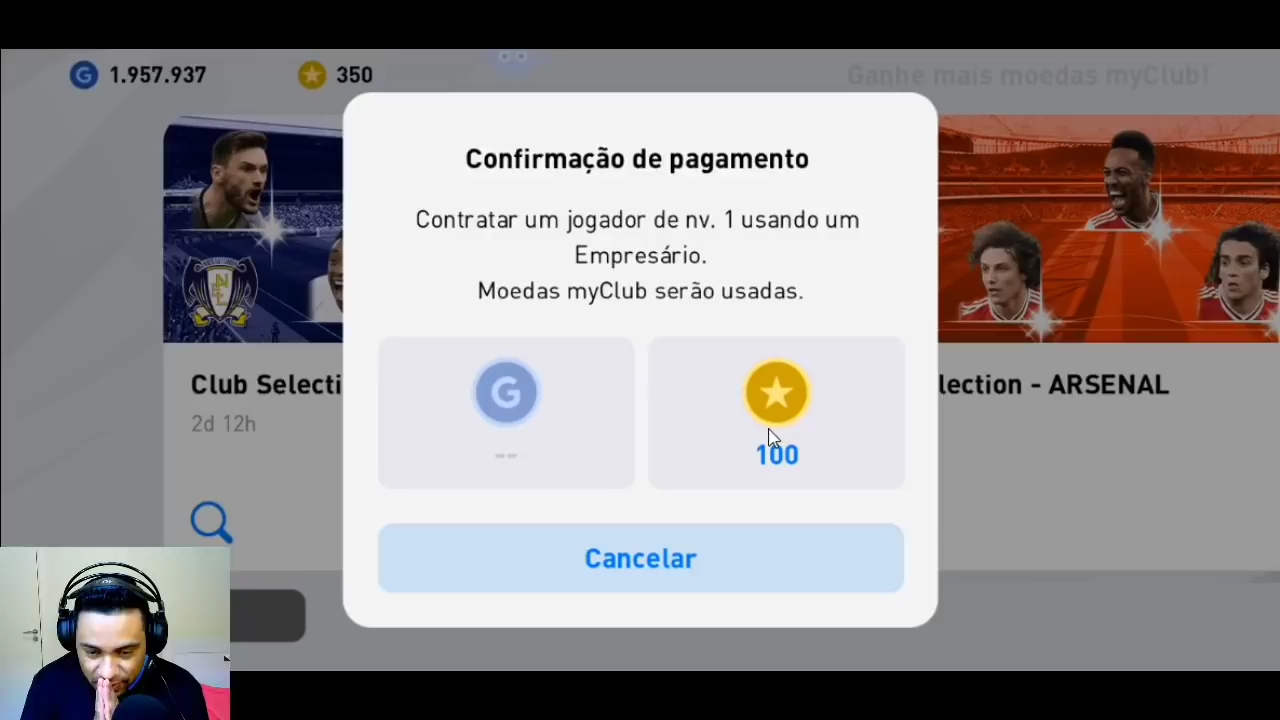 1.957.937
350
Ganhe mais moedas myClub!
Confirmação de pagamento
Contratar um jogador de nv. 1 usando um
Empresário.
Moedas myClub serão usadas.
G
G
--
100
Club Selecti
2d 12h
lection - ARSENAL
Cancelar